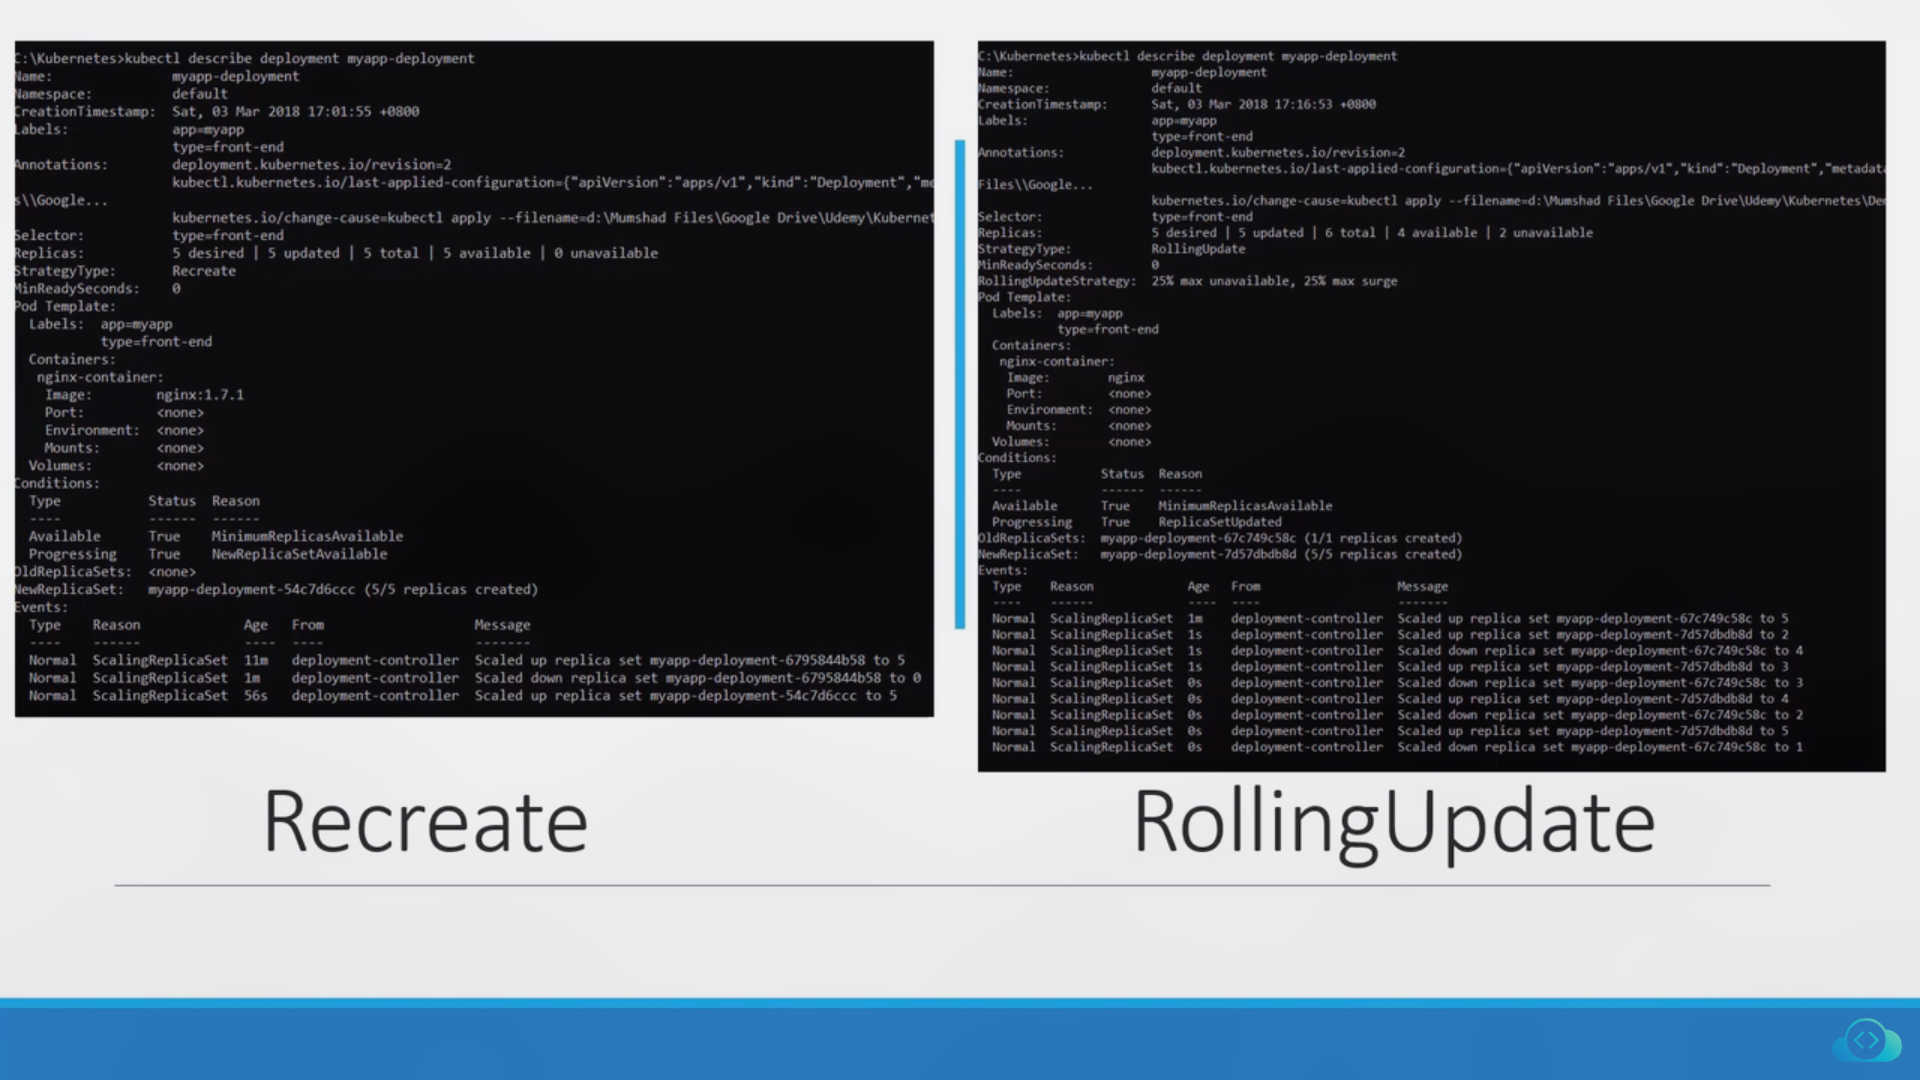 C:\Kubernetes>kubectl describe deployment myapp-deployment
Name: myapp-deployment
Namespace: default
CreationTimestamp: Sat, 03 Mar 2018 17:01:55 +0800
Labels: app=myapp
type=front-end
Annotations: deployment.kubernetes.io/revision=2
kubectl.kubernetes.io/last-applied-configuration={"apiVersion":"apps/v1","kind":"Deployment","me
s\\Google...
kubernetes.io/change-cause=kubectl apply --filename=d:\Mumshad Files\Google Drive\Udemy\Kubernet
Selector: type=front-end
Replicas: 5 desired | 5 updated | 5 total | 5 available | 0 unavailable
StrategyType: Recreate
MinReadySeconds: 0
Pod Template:
Labels: app=myapp
type=front-end
Containers:
nginx-container:
Image: nginx:1.7.1
Port: <none>
Environment: <none>
Mounts: <none>
Volumes: <none>
Conditions:
Type Status Reason
---- ------ ------
Available True MinimumReplicasAvailable
Progressing True NewReplicaSetAvailable
OldReplicaSets: <none>
NewReplicaSet: myapp-deployment-54c7d6ccc (5/5 replicas created)
Events:
Type Reason Age From Message
---- ------ ---- ---- -------
Normal ScalingReplicaSet 11m deployment-controller Scaled up replica set myapp-deployment-6795844b58 to 5
Normal ScalingReplicaSet 1m deployment-controller Scaled down replica set myapp-deployment-6795844b58 to 0
Normal ScalingReplicaSet 56s deployment-controller Scaled up replica set myapp-deployment-54c7d6ccc to 5
Recreate
C:\Kubernetes>kubectl describe deployment myapp-deployment
Name: myapp-deployment
Namespace: default
CreationTimestamp: Sat, 03 Mar 2018 17:16:53 +0800
Labels: app=myapp
type=front-end
Annotations: deployment.kubernetes.io/revision=2
kubectl.kubernetes.io/last-applied-configuration={"apiVersion":"apps/v1","kind":"Deployment","metadata
Files\\Google...
kubernetes.io/change-cause=kubectl apply --filename=d:\Mumshad Files\Google Drive\Udemy\Kubernetes\Dem
Selector: type=front-end
Replicas: 5 desired | 5 updated | 6 total | 4 available | 2 unavailable
StrategyType: RollingUpdate
MinReadySeconds: 0
RollingUpdateStrategy: 25% max unavailable, 25% max surge
Pod Template:
Labels: app=myapp
type=front-end
Containers:
nginx-container:
Image: nginx
Port: <none>
Environment: <none>
Mounts: <none>
Volumes: <none>
Conditions:
Type Status Reason
---- ------ ------
Available True MinimumReplicasAvailable
Progressing True ReplicaSetUpdated
OldReplicaSets: myapp-deployment-67c749c58c (1/1 replicas created)
NewReplicaSet: myapp-deployment-7d57dbdb8d (5/5 replicas created)
Events:
Type Reason Age From Message
---- ------ ---- ---- -------
Normal ScalingReplicaSet 1m deployment-controller Scaled up replica set myapp-deployment-67c749c58c to 5
Normal ScalingReplicaSet 1s deployment-controller Scaled up replica set myapp-deployment-7d57dbdb8d to 2
Normal ScalingReplicaSet 1s deployment-controller Scaled down replica set myapp-deployment-67c749c58c to 4
Normal ScalingReplicaSet 1s deployment-controller Scaled up replica set myapp-deployment-7d57dbdb8d to 3
Normal ScalingReplicaSet 0s deployment-controller Scaled down replica set myapp-deployment-67c749c58c to 3
Normal ScalingReplicaSet 0s deployment-controller Scaled up replica set myapp-deployment-7d57dbdb8d to 4
Normal ScalingReplicaSet 0s deployment-controller Scaled down replica set myapp-deployment-67c749c58c to 2
Normal ScalingReplicaSet 0s deployment-controller Scaled up replica set myapp-deployment-7d57dbdb8d to 5
Normal ScalingReplicaSet 0s deployment-controller Scaled down replica set myapp-deployment-67c749c58c to 1
RollingUpdate